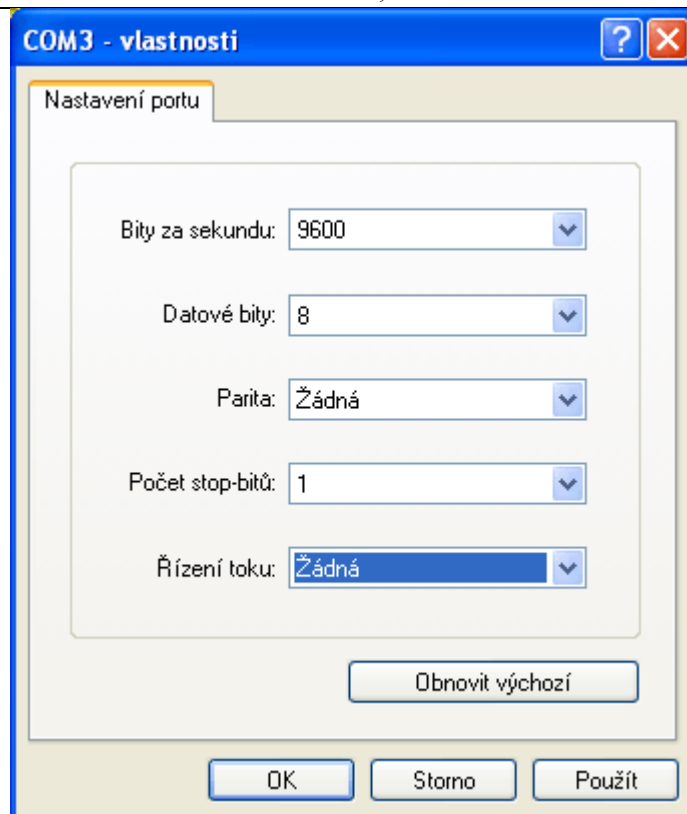 COM3 - vlastnosti
Nastavení portu
Bity za sekundu: 9600
Datové bity: 8
Parita: Žádná
Počet stop-bitů: 1
Řízení toku: Žádná
Obnovit výchozí
OK Storno Použít